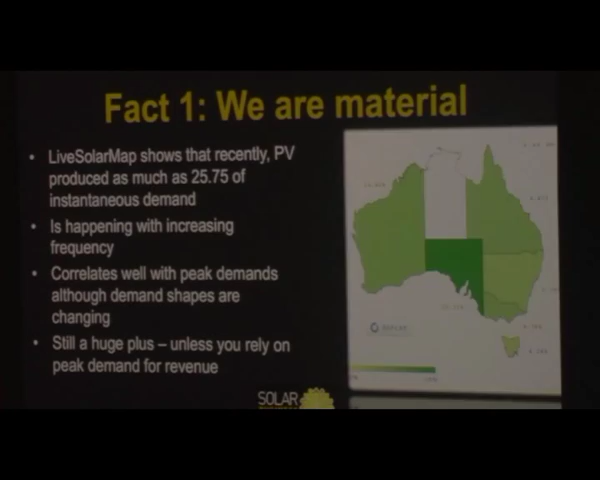 Fact 1: We are material
• LiveSolarMap shows that recently, PV
produced as much as 25.75 of
instantaneous demand
• Is happening with increasing
frequency
• Correlates well with peak demands
although demand shapes are
changing
• Still a huge plus – unless you rely on
peak demand for revenue
SOLAR